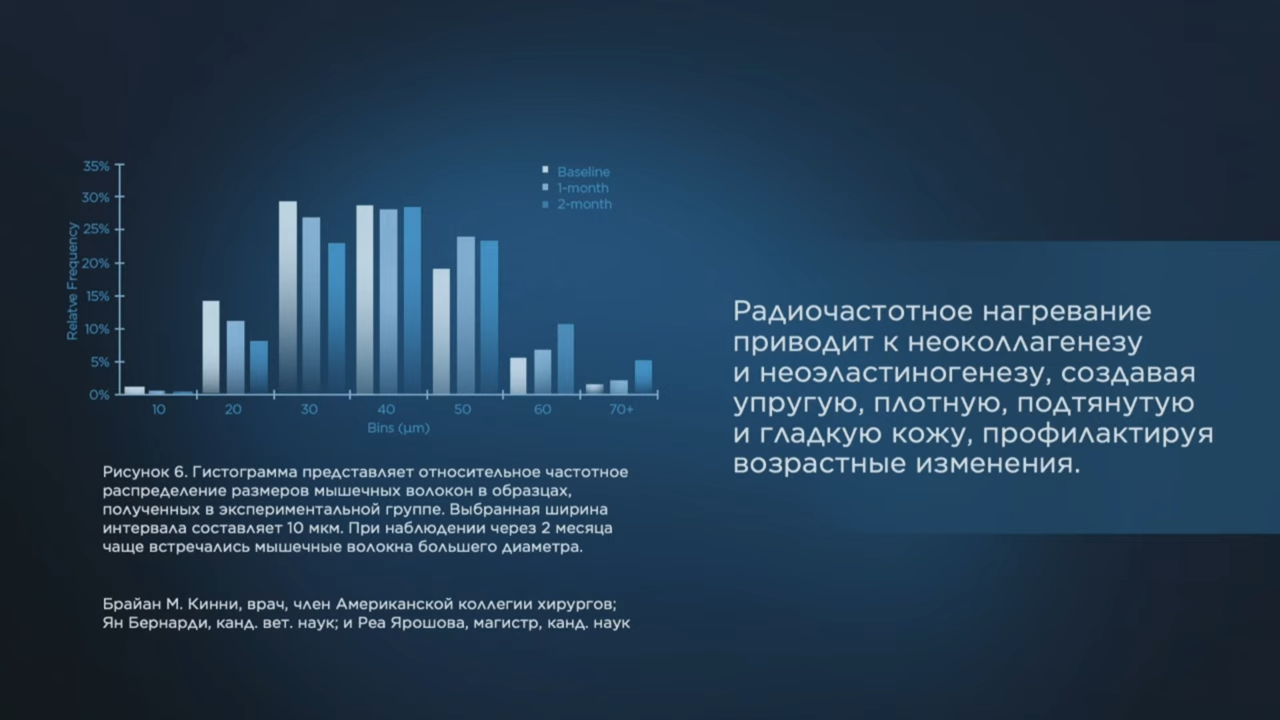 35%
30%
25%
20%
15%
10%
5%
0%
Relatve Frequency
Baseline
1-month
2-month
10 20 30 40 50 60 70+
Bins (μm)
Рисунок 6. Гистограмма представляет относительное частотное
распределение размеров мышечных волокон в образцах,
полученных в экспериментальной группе. Выбранная ширина
интервала составляет 10 мкм. При наблюдении через 2 месяца
чаще встречались мышечные волокна большего диаметра.
Брайан М. Кинни, врач, член Американской коллегии хирургов;
Ян Бернарди, канд. вет. наук; и Реа Ярошова, магистр, канд. наук
Радиочастотное нагревание
приводит к неоколлагенезу
и неоэластиногенезу, создавая
упругую, плотную, подтянутую
и гладкую кожу, профилактируя
возрастные изменения.